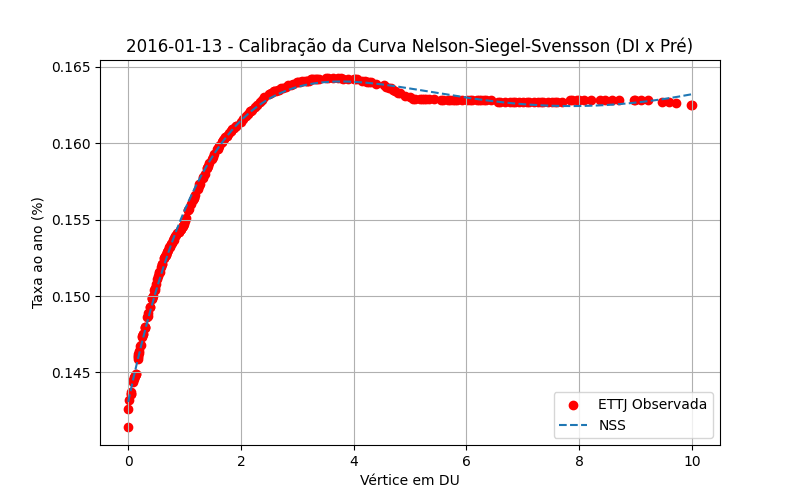 2016-01-13 - Calibração da Curva Nelson-Siegel-Svensson (DI x Pré)
Taxa ao ano (%)
0.165
0.160
0.155
0.150
0.145
0
2
4
6
8
10
Vértice em DU
ETTJ Observada
NSS